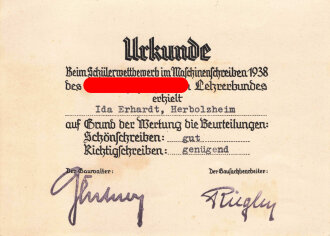 Urkunde
Beim Schülerwettbewerb im Maschinenschreiben 1938
des Lehrerbundes
erzielt
Ida Erhardt, Herbolzheim
auf Grund der Wertung die Beurteilungen:
Schönschreiben: gut
Richtigschreiben: genügend
Der Gauwalter: Der Gausachbearbeiter: